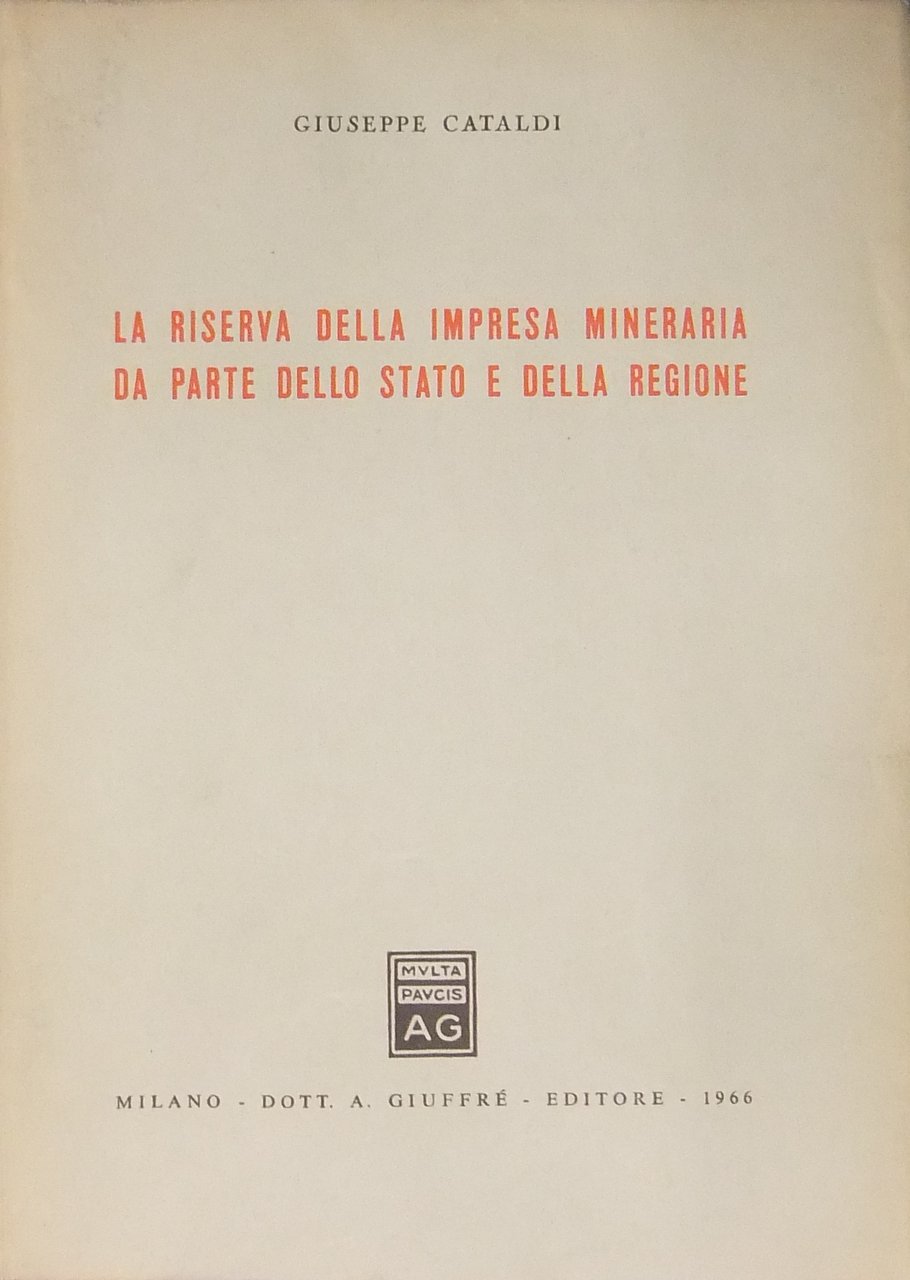 GIUSEPPE CATALDI
LA RISERVA DELLA IMPRESA MINERARIA
DA PARTE DELLO STATO E DELLA REGIONE
MVLTA
PAVCIS
AG
MILANO - DOTT. A. GIUFFRÉ - EDITORE - 1966